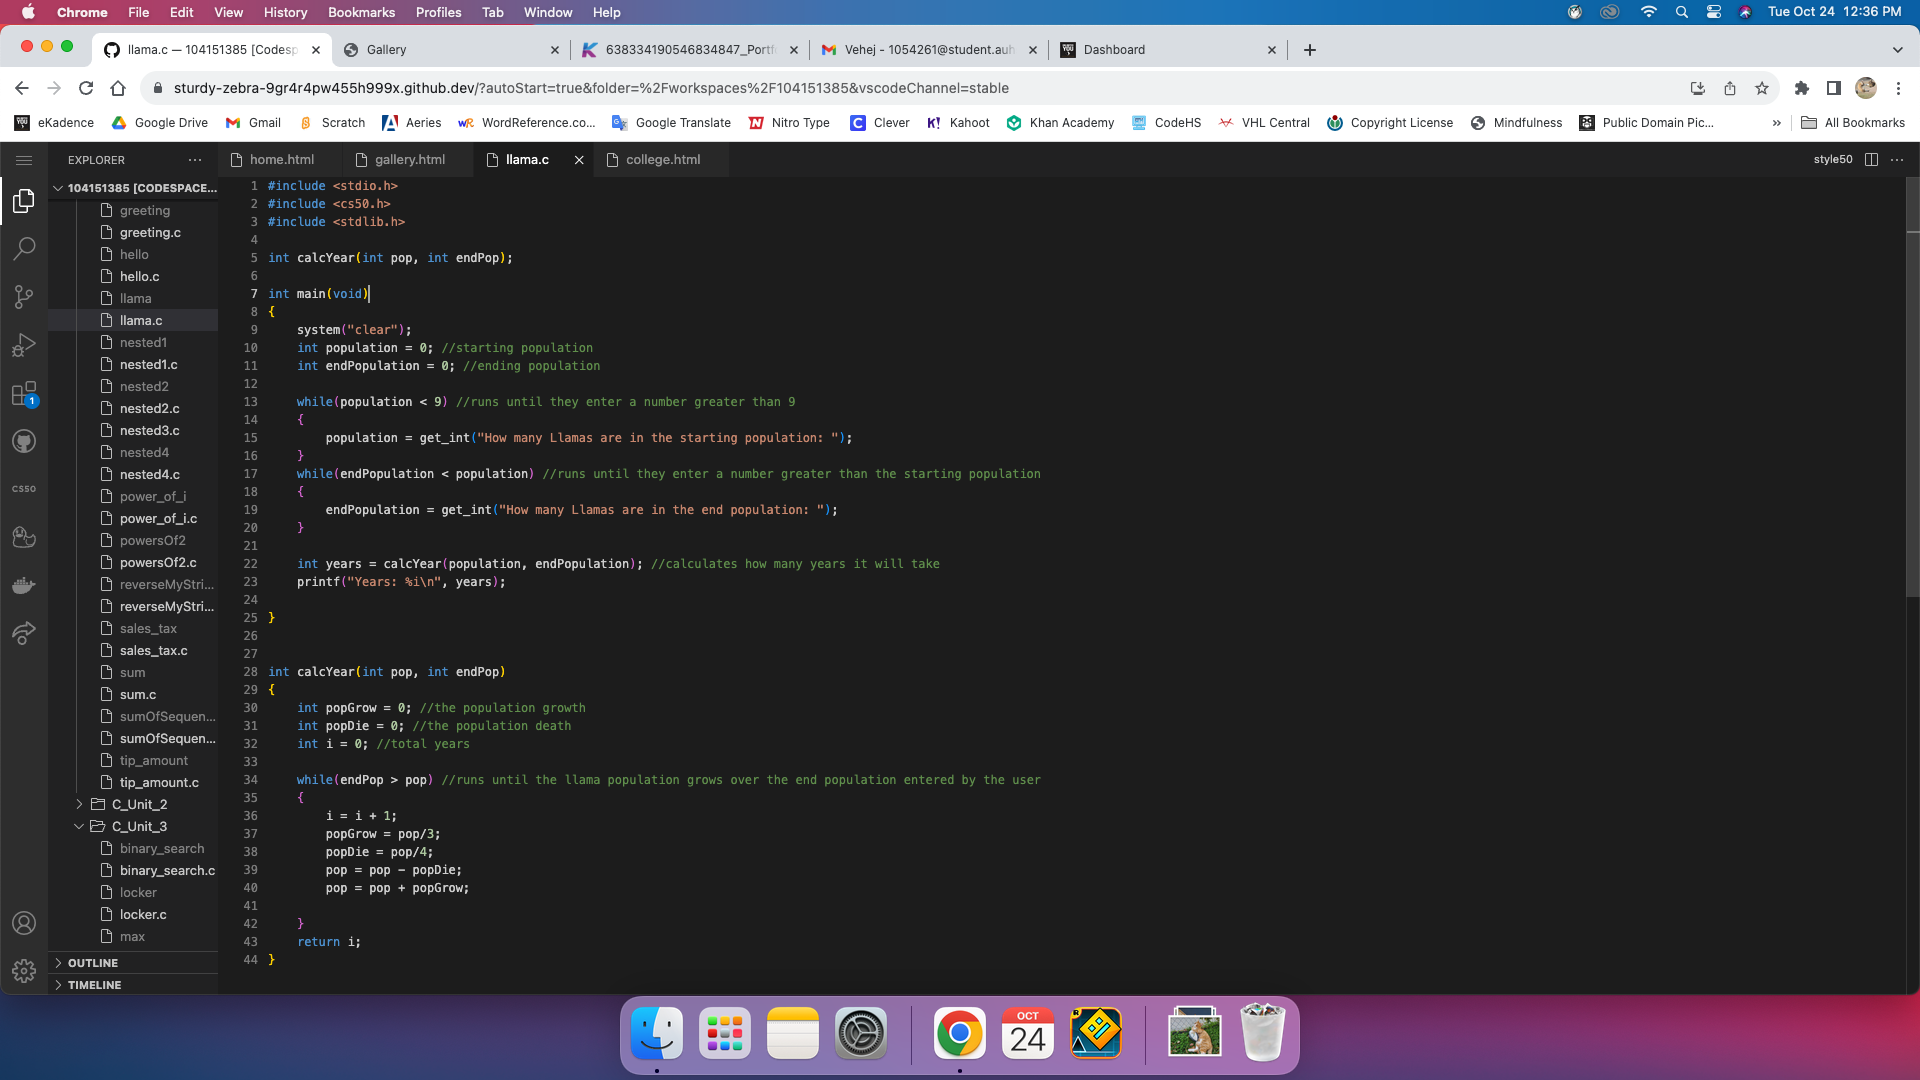 Chrome File Edit View History Bookmarks Profiles Tab Window Help Tue Oct 24 12:36 PM
llama.c — 104151385 [Codesp Gallery 638334190546834847_Portf Vehej - 1054261@student.auh Dashboard
sturdy-zebra-9gr4r4pw455h999x.github.dev/?autoStart=true&folder=%2Fworkspaces%2F104151385&vscodeChannel=stable
eKadence Google Drive Gmail Scratch Aeries WordReference.co... Google Translate Nitro Type Clever Kahoot Khan Academy CodeHS VHL Central Copyright License Mindfulness Public Domain Pic... » All Bookmarks
EXPLORER ... home.html gallery.html llama.c college.html style50
104151385 [CODESPACE...
greeting
greeting.c
hello
hello.c
llama
llama.c
nested1
nested1.c
nested2
nested2.c
nested3.c
nested4
nested4.c
power_of_i
power_of_i.c
powersOf2
powersOf2.c
reverseMyStri...
reverseMyStri...
sales_tax
sales_tax.c
sum
sum.c
sumOfSequen...
sumOfSequen...
tip_amount
tip_amount.c
C_Unit_2
C_Unit_3
binary_search
binary_search.c
locker
locker.c
max
OUTLINE
TIMELINE
1
CS50
1 #include <stdio.h>
2 #include <cs50.h>
3 #include <stdlib.h>
4
5 int calcYear(int pop, int endPop);
6
7 int main(void)
8 {
9 system("clear");
10 int population = 0; //starting population
11 int endPopulation = 0; //ending population
12
13 while(population < 9) //runs until they enter a number greater than 9
14 {
15 population = get_int("How many Llamas are in the starting population: ");
16 }
17 while(endPopulation < population) //runs until they enter a number greater than the starting population
18 {
19 endPopulation = get_int("How many Llamas are in the end population: ");
20 }
21
22 int years = calcYear(population, endPopulation); //calculates how many years it will take
23 printf("Years: %i\n", years);
24
25 }
26
27
28 int calcYear(int pop, int endPop)
29 {
30 int popGrow = 0; //the population growth
31 int popDie = 0; //the population death
32 int i = 0; //total years
33
34 while(endPop > pop) //runs until the llama population grows over the end population entered by the user
35 {
36 i = i + 1;
37 popGrow = pop/3;
38 popDie = pop/4;
39 pop = pop - popDie;
40 pop = pop + popGrow;
41
42 }
43 return i;
44 }
OCT
24